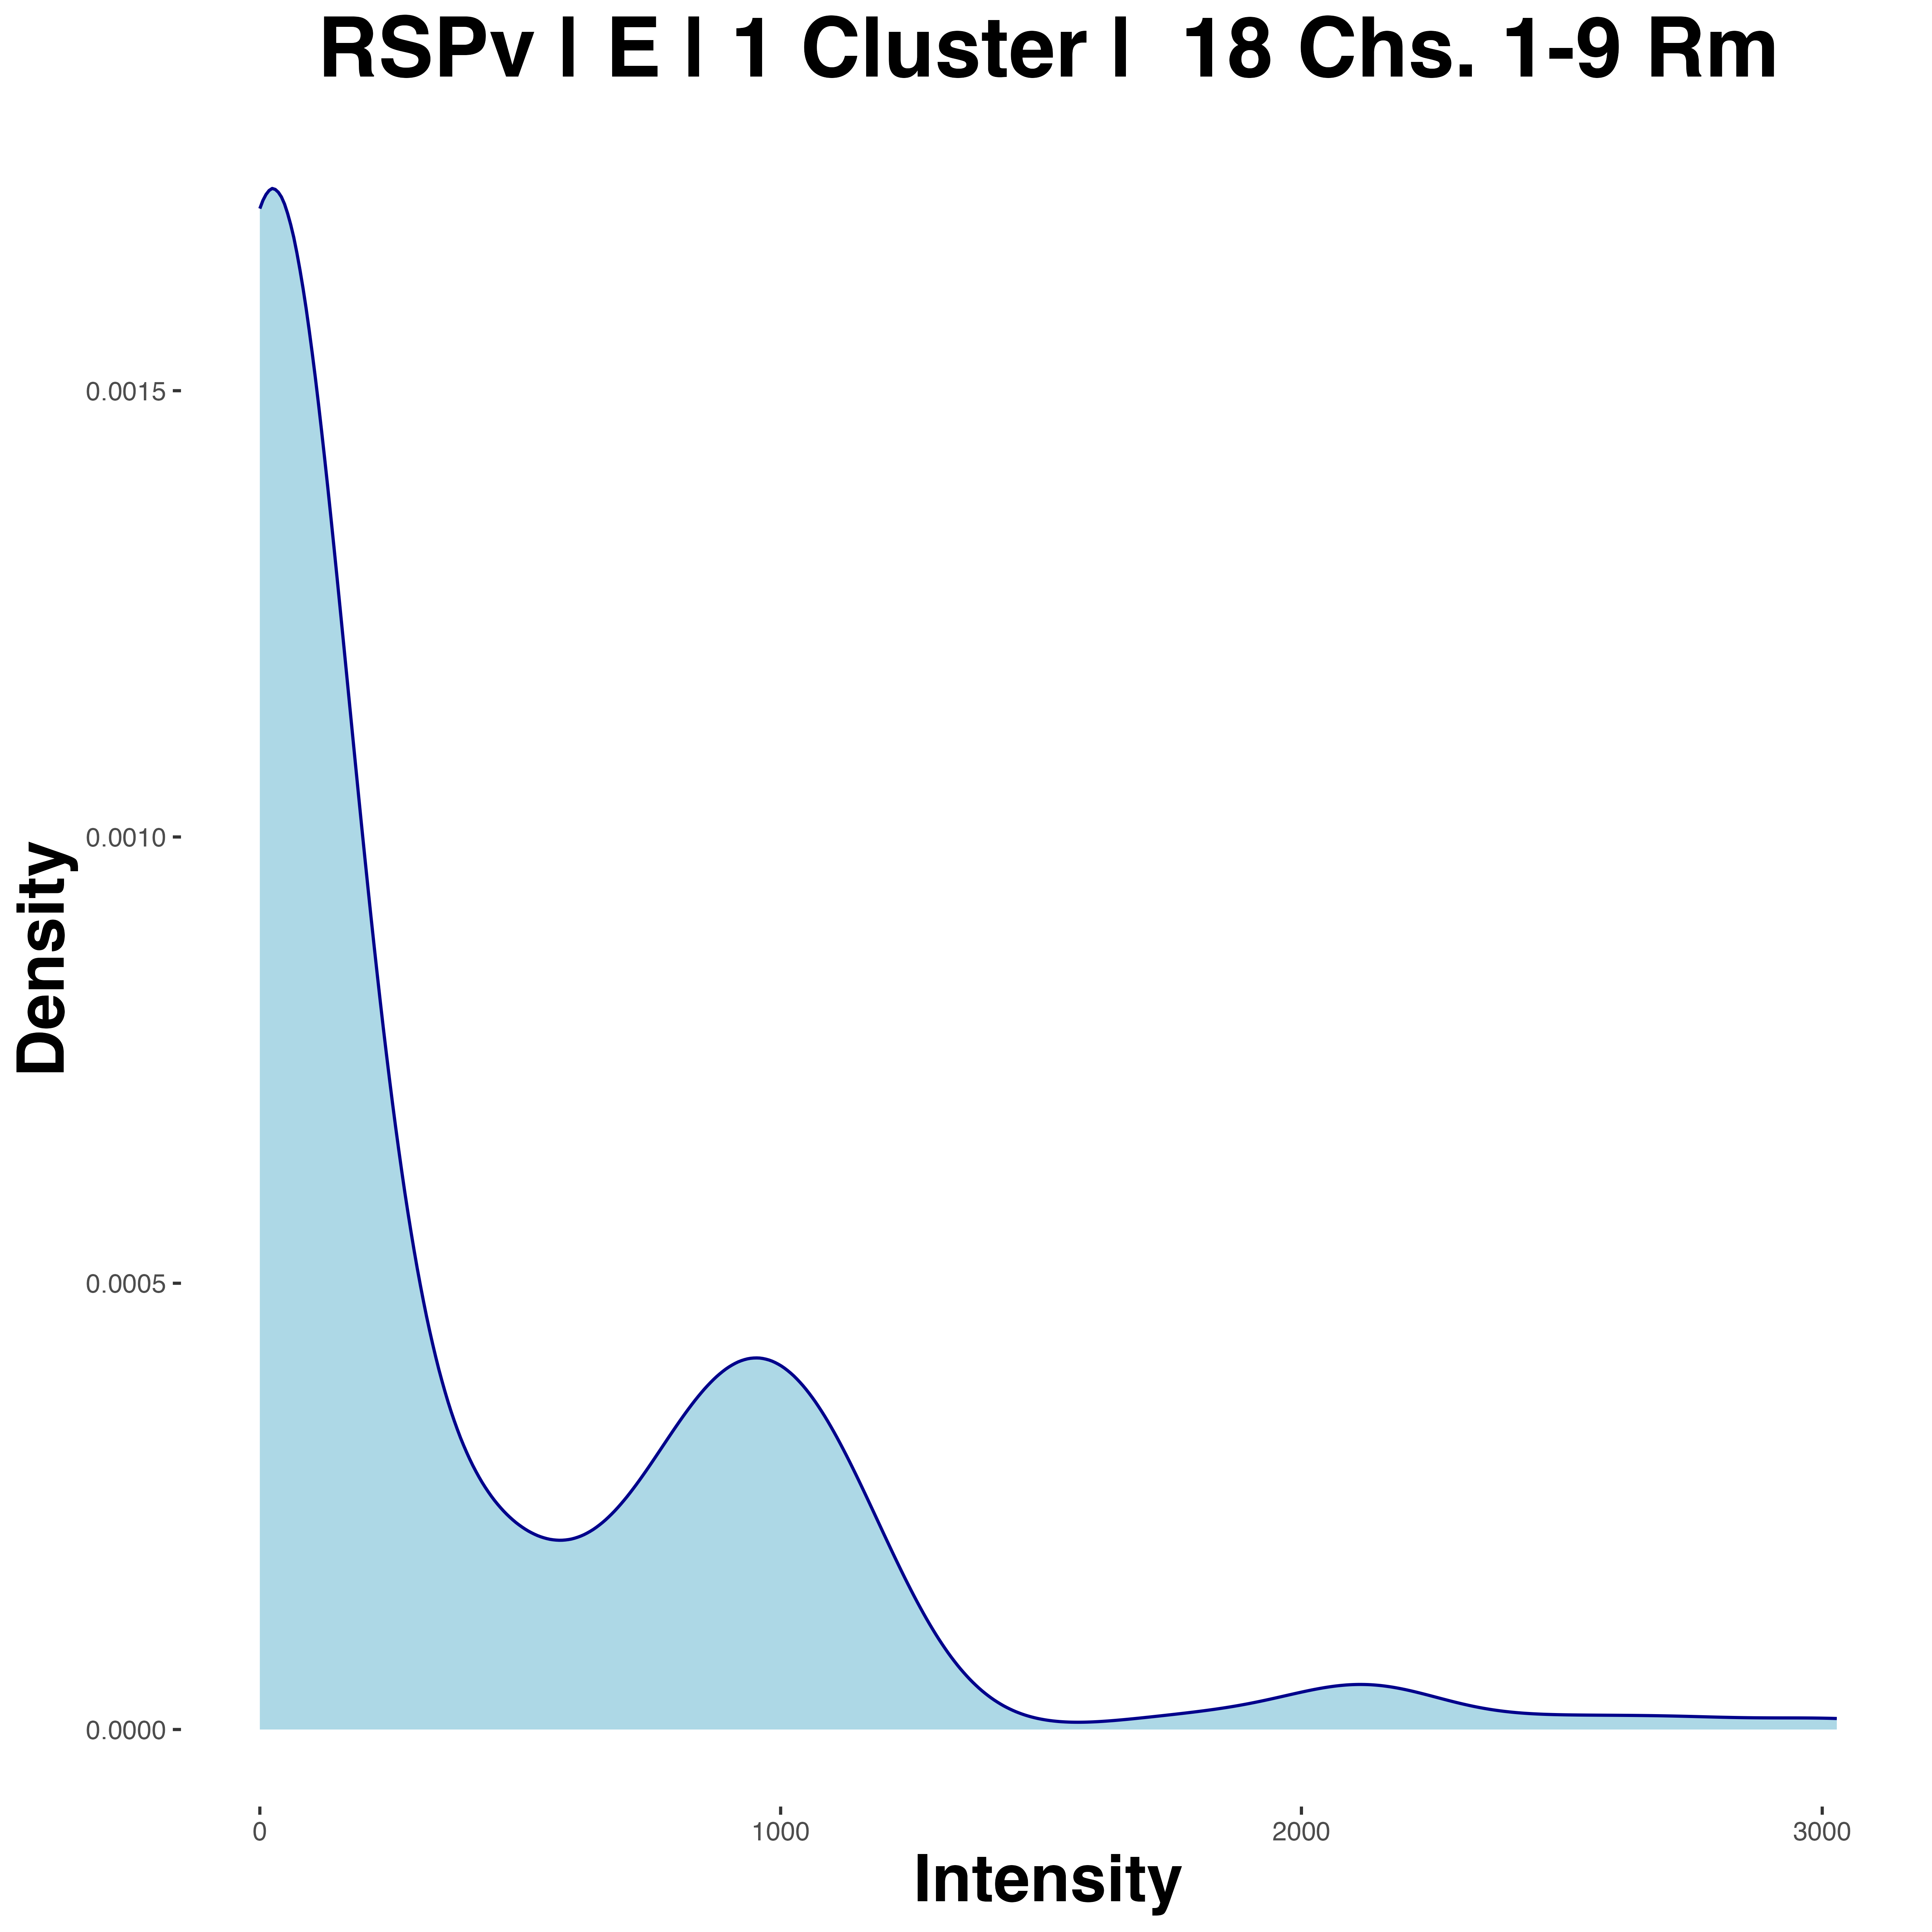 RSPv | E | 1 Cluster |  18 Chs. 1-9 Rm
0.0015
0.0010
0.0005
0.0000
Density
0 1000 2000 3000
Intensity